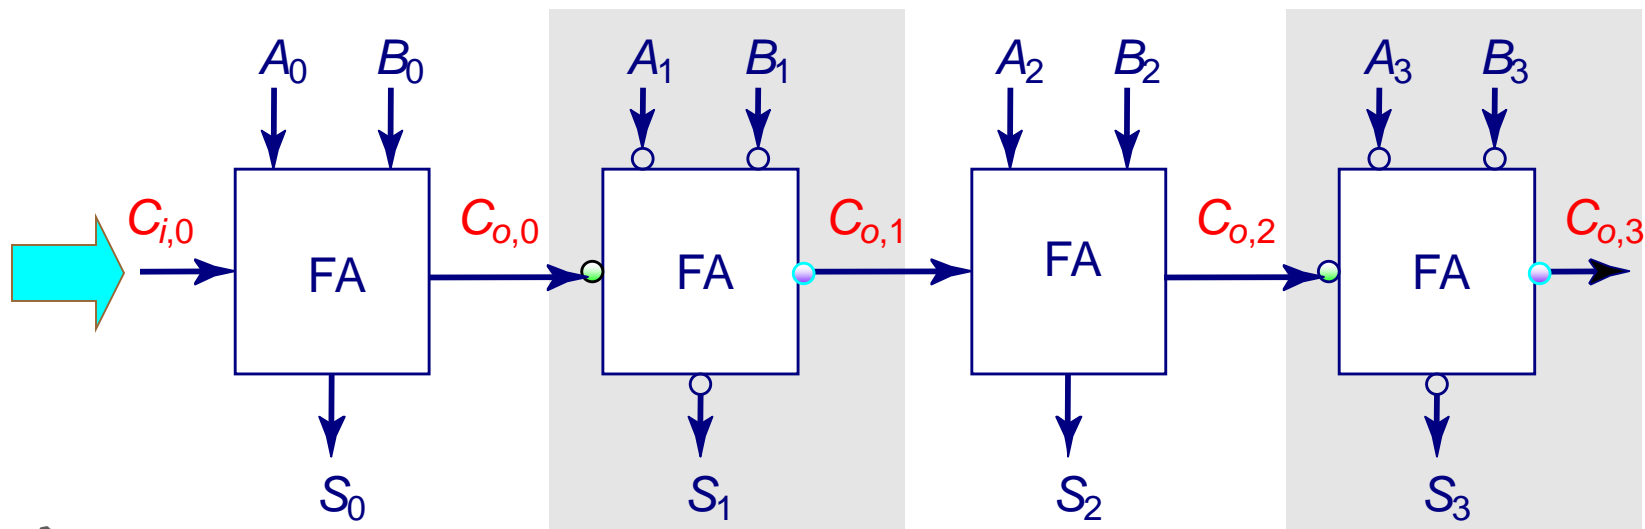 A0 B0 A1 B1 A2 B2 A3 B3
Ci,0 Co,0 Co,1 Co,2 Co,3
FA FA FA FA
S0 S1 S2 S3